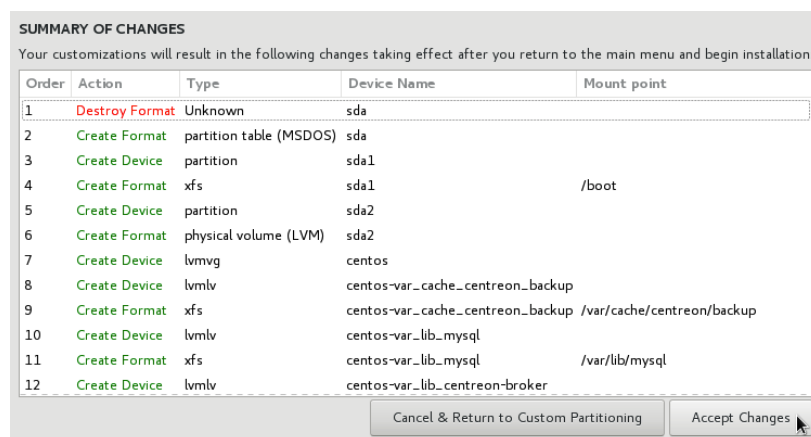 SUMMARY OF CHANGES
Your customizations will result in the following changes taking effect after you return to the main menu and begin installation
Order Action Type Device Name Mount point
1 Destroy Format Unknown sda
2 Create Format partition table (MSDOS) sda
3 Create Device partition sda1
4 Create Format xfs sda1 /boot
5 Create Device partition sda2
6 Create Format physical volume (LVM) sda2
7 Create Device lvmvg centos
8 Create Device lvmlv centos-var_cache_centreon_backup
9 Create Format xfs centos-var_cache_centreon_backup /var/cache/centreon/backup
10 Create Device lvmlv centos-var_lib_mysql
11 Create Format xfs centos-var_lib_mysql /var/lib/mysql
12 Create Device lvmlv centos-var_lib_centreon-broker
Cancel & Return to Custom Partitioning Accept Changes